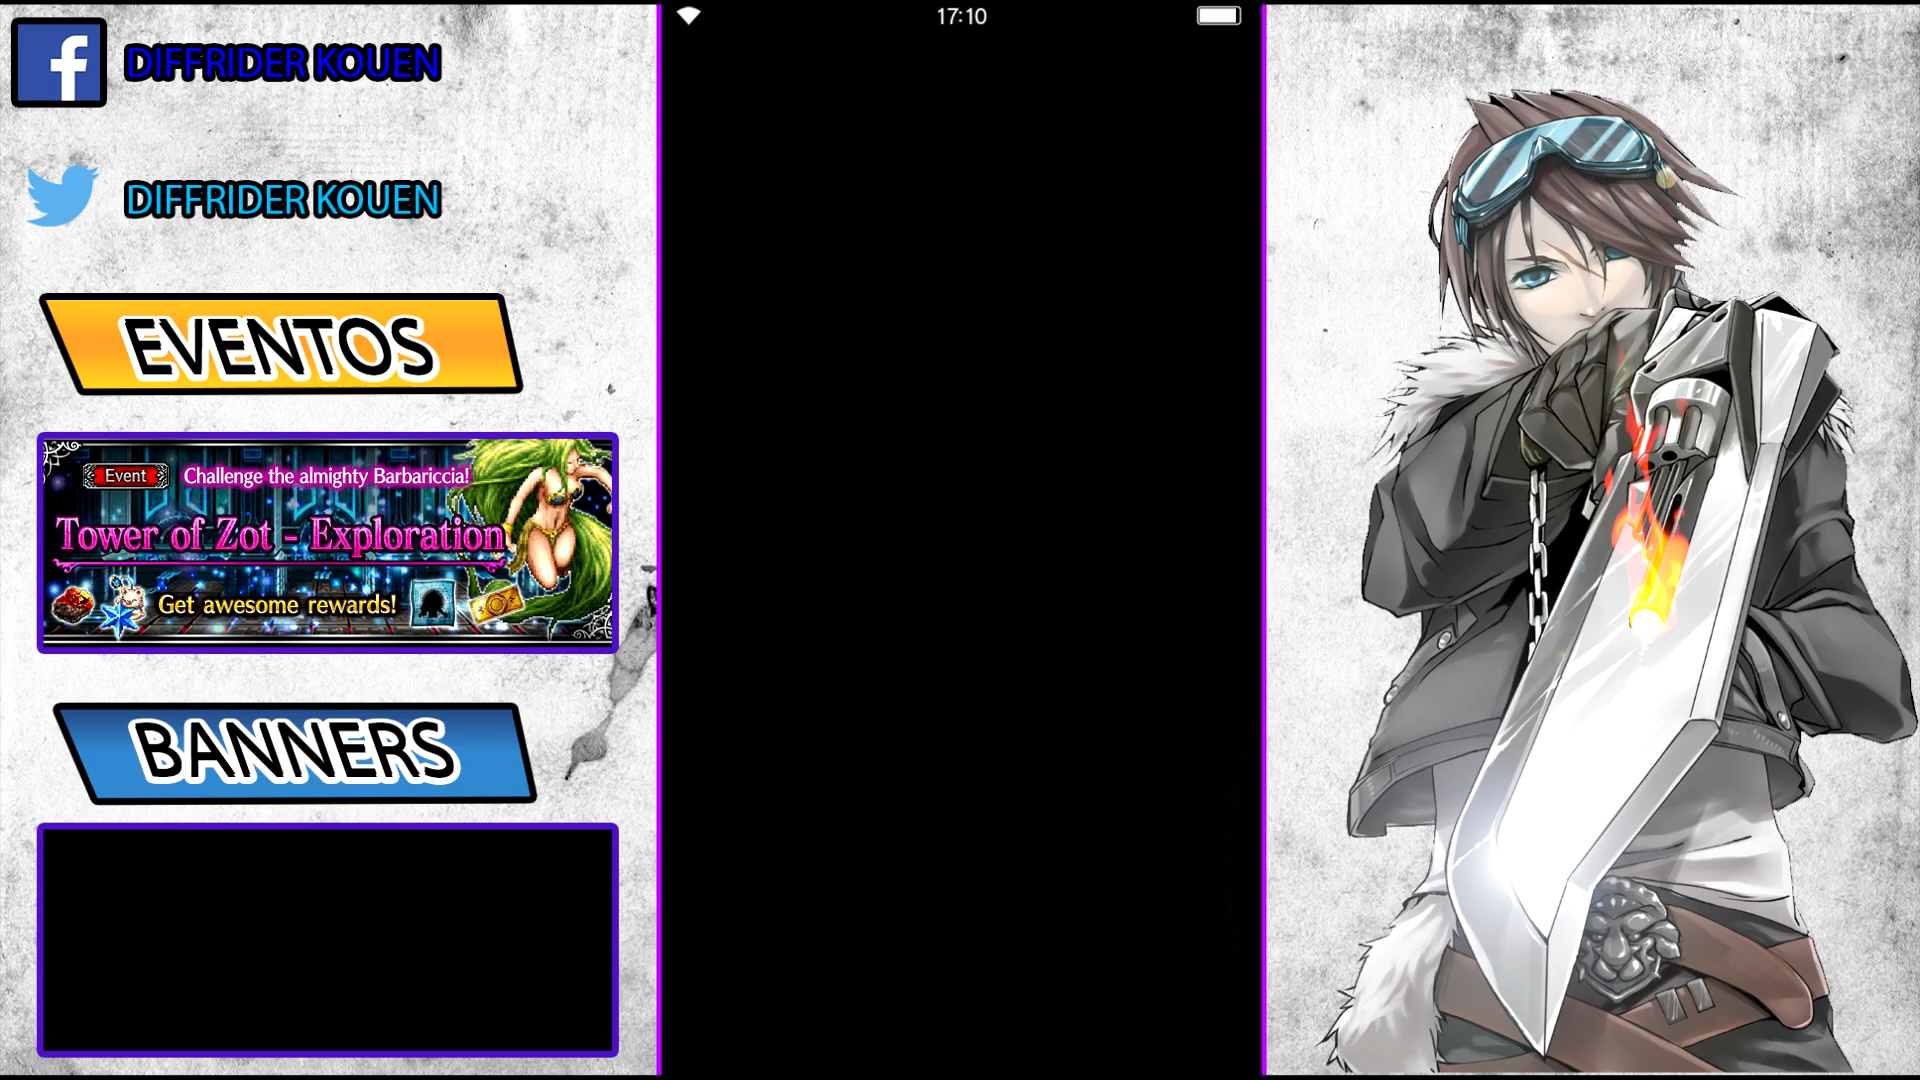 DIFFRIDER KOUEN
DIFFRIDER KOUEN
EVENTOS
Event
Challenge the almighty Barbariccia!
Tower of Zot - Exploration
Get awesome rewards!
BANNERS
17:10